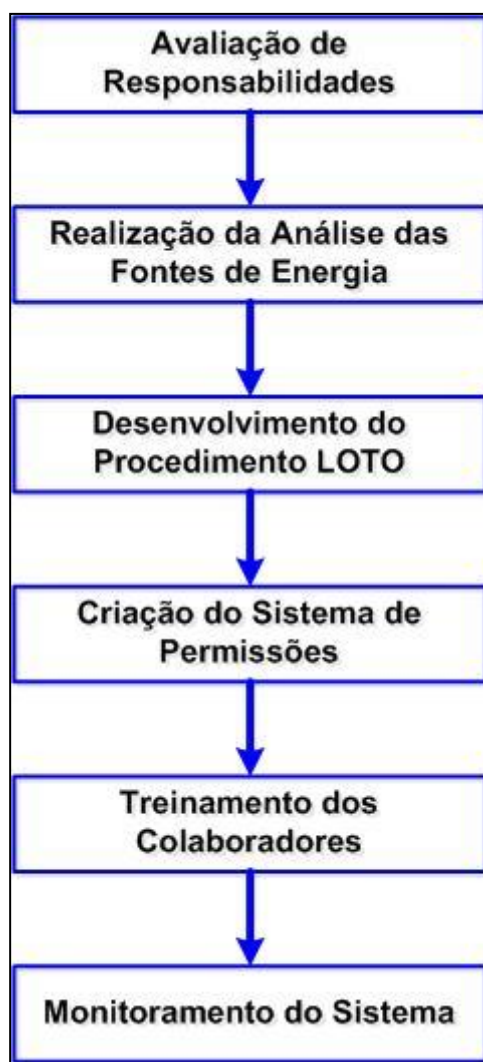 Avaliação de
Responsabilidades
Realização da Análise das
Fontes de Energia
Desenvolvimento do
Procedimento LOTO
Criação do Sistema de
Permissões
Treinamento dos
Colaboradores
Monitoramento do Sistema